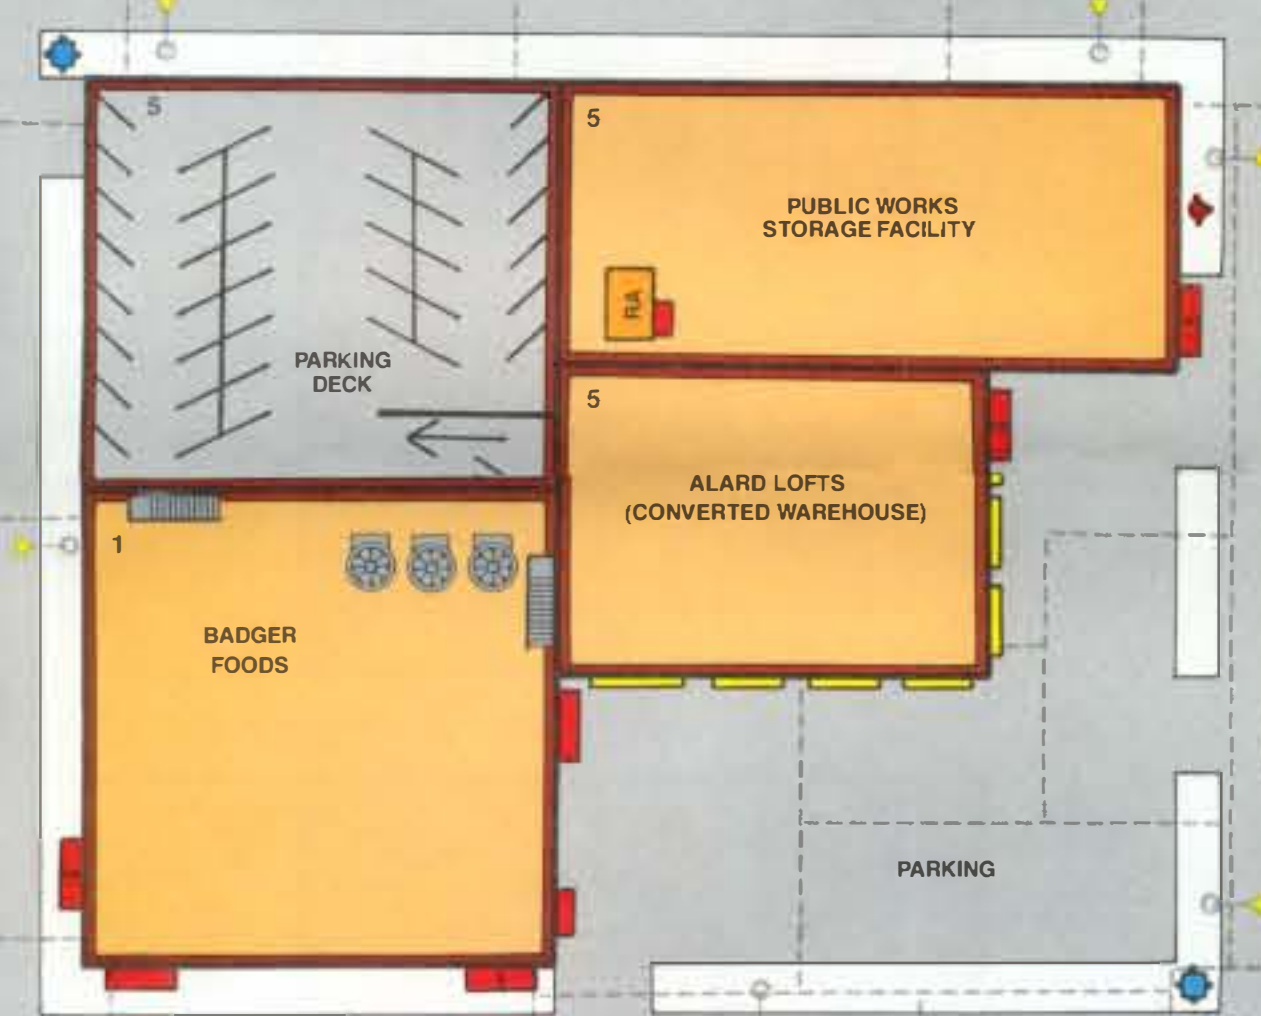 5
5
PUBLIC WORKS
STORAGE FACILITY
R/A
PARKING
DECK
5
ALARD LOFTS
(CONVERTED WAREHOUSE)
1
BADGER
FOODS
PARKING